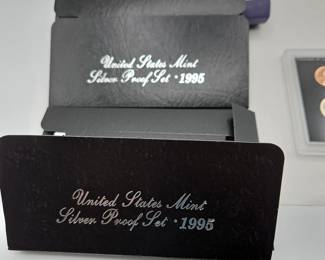 United States Mint
Silver Proof Set · 1995
United States Mint
Silver Proof Set · 1995